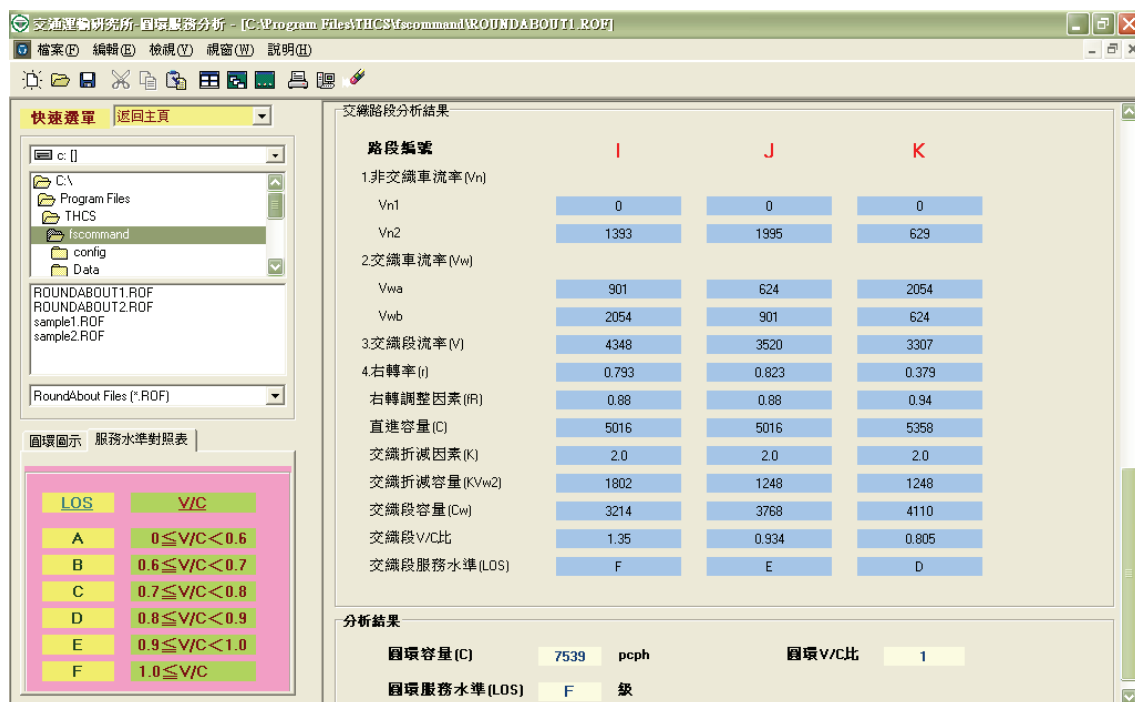 交通運輸研究所-圓環服務分析 - [C:\Program Files\THCS\fscommand\ROUNDABOUT1.ROF]
檔案(F) 編輯(E) 檢視(V) 視窗(W) 說明(H)
快速選單 返回主頁
c: []
C:\
Program Files
THCS
fscommand
config
Data
ROUNDABOUT1.ROF
ROUNDABOUT2.ROF
sample1.ROF
sample2.ROF
RoundAbout Files (*.ROF)
圓環圖示 服務水準對照表
LOS V/C
A 0≦V/C<0.6
B 0.6≦V/C<0.7
C 0.7≦V/C<0.8
D 0.8≦V/C<0.9
E 0.9≦V/C<1.0
F 1.0≦V/C
交織路段分析結果
路段編號 I J K
1.非交織車流率(Vn)
Vn1 0 0 0
Vn2 1393 1995 629
2.交織車流率(Vw)
Vwa 901 624 2054
Vwb 2054 901 624
3.交織段流率(V) 4348 3520 3307
4.右轉率(r) 0.793 0.823 0.379
右轉調整因素(fR) 0.88 0.88 0.94
直進容量(C) 5016 5016 5358
交織折減因素(K) 2.0 2.0 2.0
交織折減容量(KVw2) 1802 1248 1248
交織段容量(Cw) 3214 3768 4110
交織段V/C比 1.35 0.934 0.805
交織段服務水準(LOS) F E D
分析結果
圓環容量(C) 7539 pcph 圓環V/C比 1
圓環服務水準(LOS) F 級